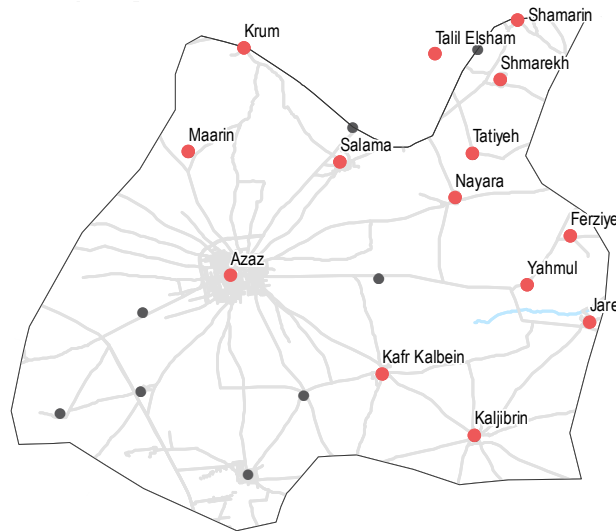 Shamarin
Krum
Talil Elsham
Shmarekh
Maarin
Tatiyeh
Salama
Nayara
Ferziye
Azaz
Yahmul
Jare
Kafr Kalbein
Kaljibrin